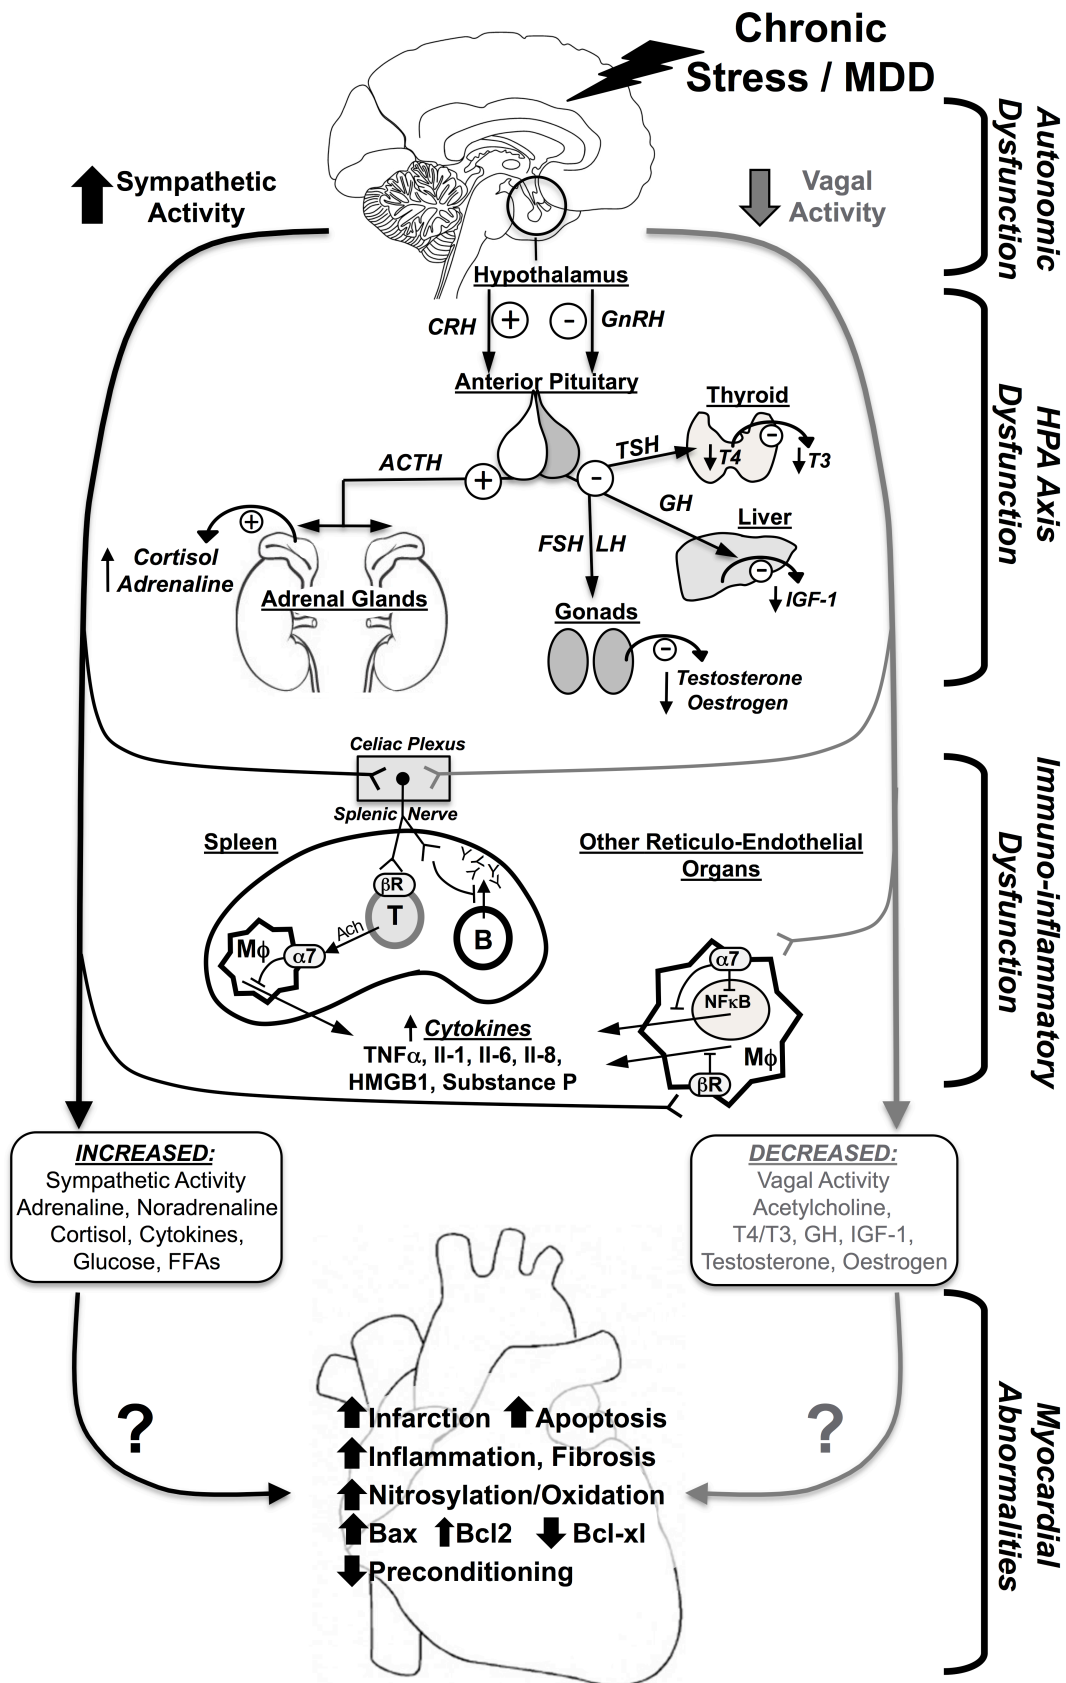 Chronic
Stress / MDD
Autonomic
Dysfunction
Sympathetic
Activity
Vagal
Activity
Hypothalamus
CRH
+
-
GnRH
HPA Axis
Dysfunction
Anterior Pituitary
Thyroid
T4
-
T3
TSH
ACTH
+
-
GH
Liver
-
IGF-1
FSH
LH
+
Cortisol
Adrenaline
Adrenal Glands
Gonads
-
Testosterone
Oestrogen
Celiac Plexus
Splenic Nerve
Immuno-inflammatory
Dysfunction
Spleen
Other Reticulo-Endothelial
Organs
βR
T
B
Ach
Mϕ
α7
α7
NFκB
Mϕ
βR
Cytokines
TNFα, Il-1, Il-6, Il-8,
HMGB1, Substance P
INCREASED:
Sympathetic Activity
Adrenaline, Noradrenaline
Cortisol, Cytokines,
Glucose, FFAs
DECREASED:
Vagal Activity
Acetylcholine,
T4/T3, GH, IGF-1,
Testosterone, Oestrogen
?
?
Myocardial
Abnormalities
Infarction Apoptosis
Inflammation, Fibrosis
Nitrosylation/Oxidation
Bax Bcl2 Bcl-xl
Preconditioning